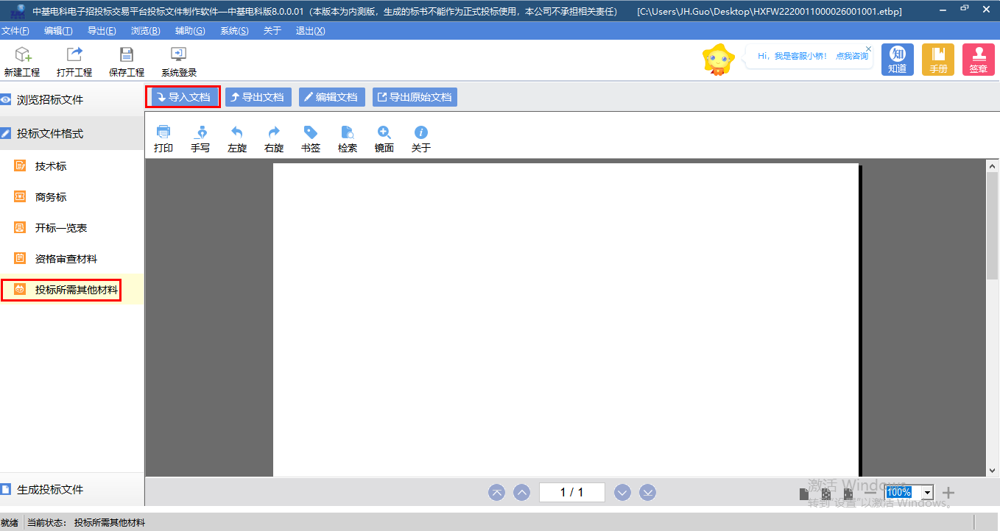 中基电科电子招投标交易平台投标文件制作软件—中基电科版8.0.0.01（本版本为内测版，生成的标书不能作为正式投标使用，本公司不承担相关责任） [C:\Users\JH.Guo\Desktop\HXFW2220011000026001001.etbp]
文件(F) 编辑(T) 导出(E) 浏览(B) 辅助(G) 系统(S) 关于 退出(X)
新建工程 打开工程 保存工程 系统登录
Hi，我是客服小桥！ 点我咨询
知
知道 手册 签章
浏览招标文件
导入文档 导出文档 编辑文档 导出原始文档
投标文件格式
打印 手写 左旋 右旋 书签 检索 镜面 关于
技术标
商务标
开标一览表
资格审查材料
投标所需其他材料
生成投标文件
1 / 1
100%
激活 Windows
转到"设置"以激活 Windows。
就绪 当前状态： 投标所需其他材料